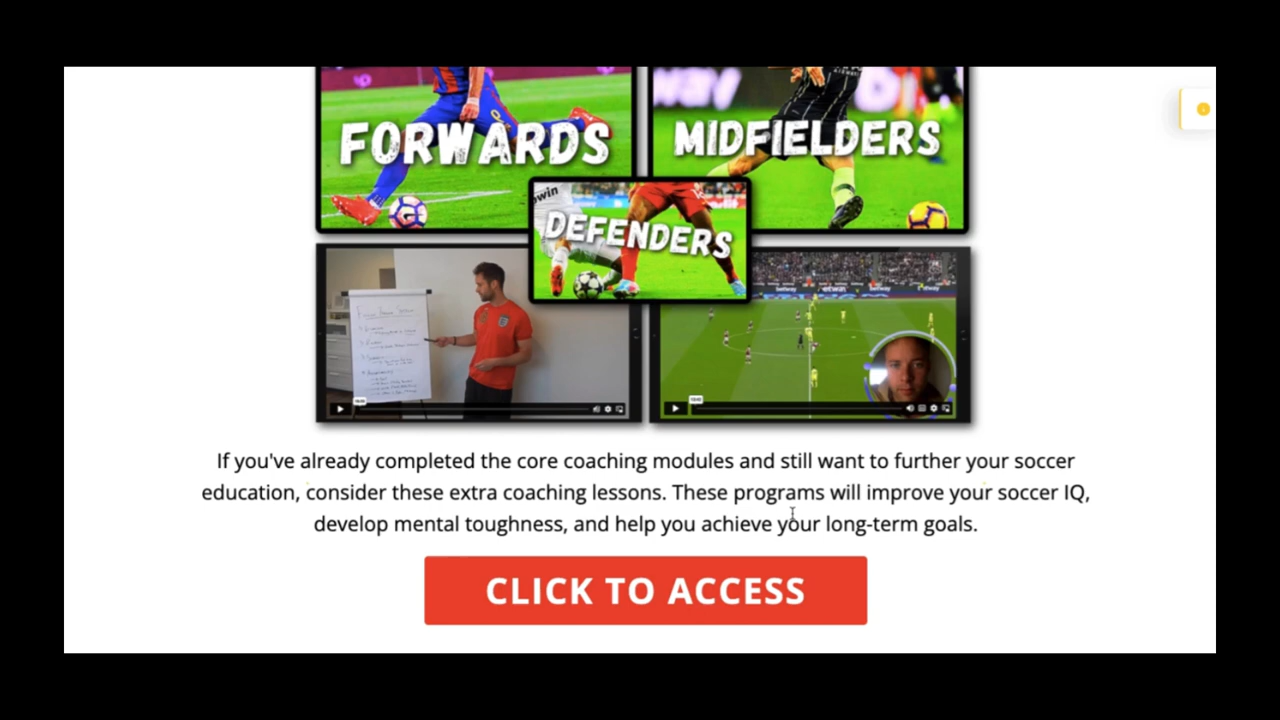 FORWARDS
MIDFIELDERS
DEFENDERS
If you've already completed the core coaching modules and still want to further your soccer
education, consider these extra coaching lessons. These programs will improve your soccer IQ,
develop mental toughness, and help you achieve your long-term goals.
CLICK TO ACCESS